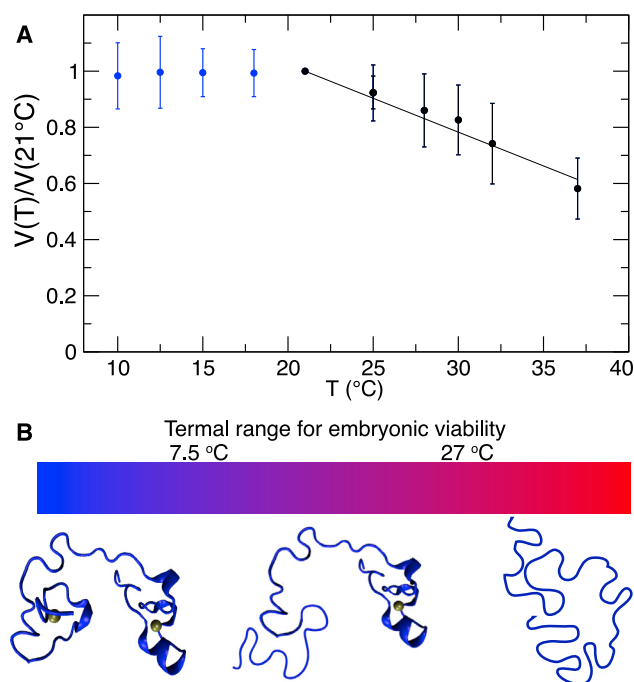 A
V(T)/V(21°C)
1
0.8
0.6
0.4
0.2
0
10 15 20 25 30 35 40
T (°C)
B
Termal range for embryonic viability
7.5 °C 27 °C